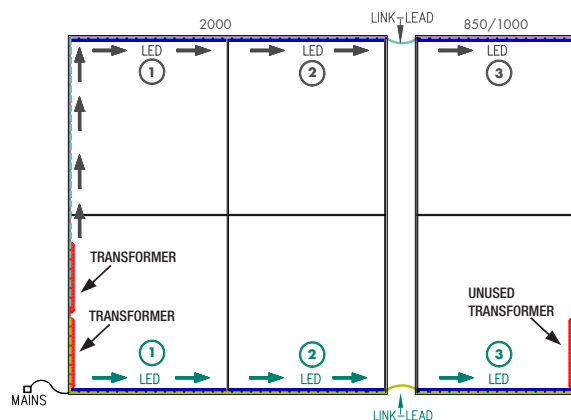 2000
LINK-LEAD
850/1000
LED
LED
LED
1
2
3
TRANSFORMER
TRANSFORMER
UNUSED
TRANSFORMER
1
2
3
LED
LED
LED
MAINS
LINK-LEAD